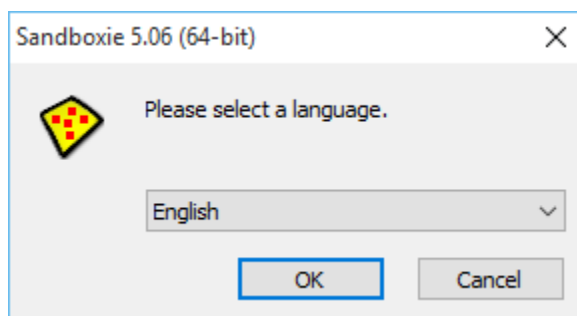 Sandboxie 5.06 (64-bit)
Please select a language.
English
OK Cancel